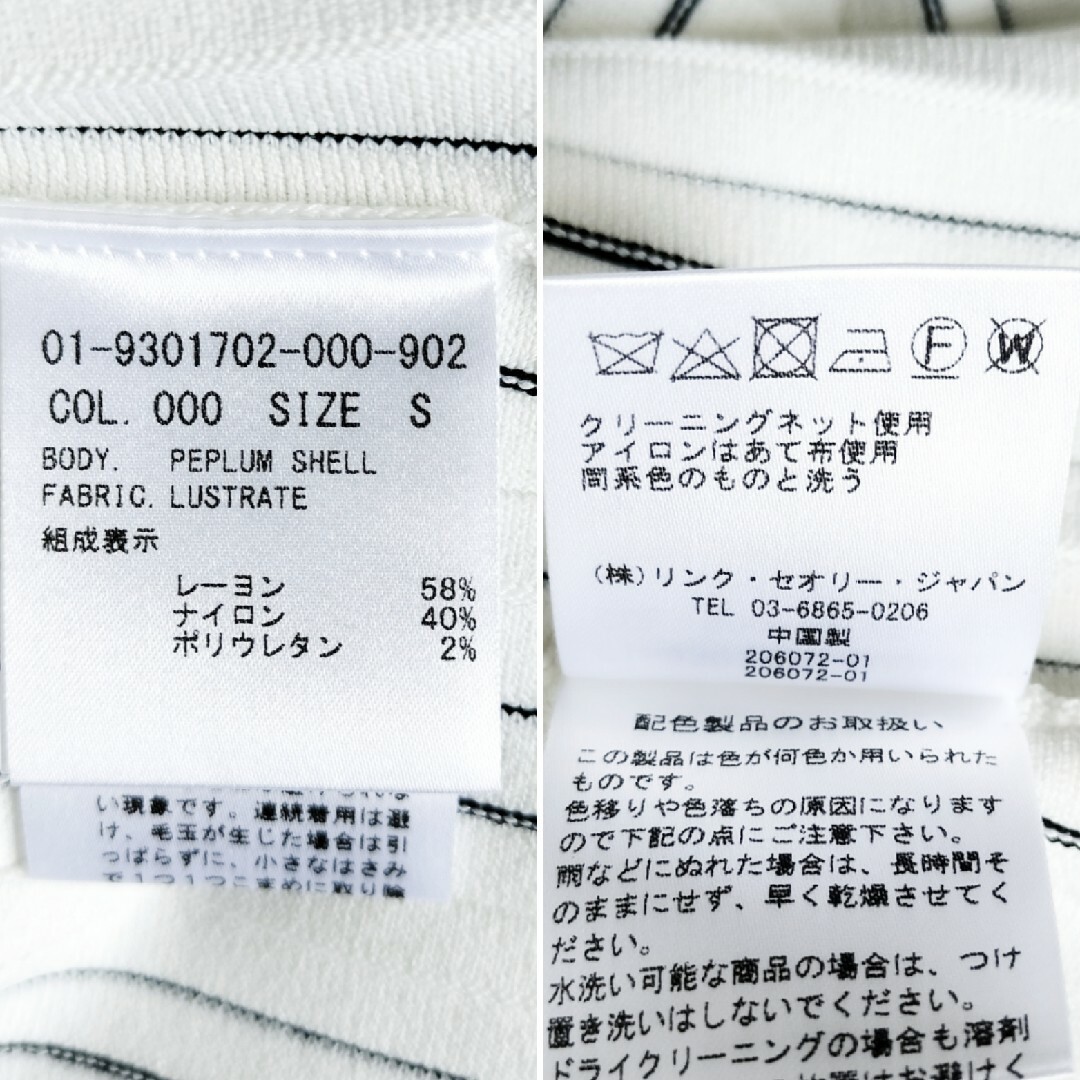 01-9301702-000-902
COL. 000 SIZE S
BODY. PEPLUM SHELL
FABRIC. LUSTRATE
組成表示
レーヨン 58%
ナイロン 40%
ポリウレタン 2%
い現象です。連続着用は避
け、毛玉が生じた場合は引
っぱらずに、小さなはさみ
で1つ1つこまめに取り除
F
W
クリーニングネット使用
アイロンはあて布使用
同系色のものと洗う
(株)リンク・セオリー・ジャパン
TEL 03-6865-0206
中国製
206072-01
206072-01
配色製品のお取扱い
この製品は色が何色か用いられた
ものです。
色移りや色落ちの原因になります
ので下記の点にご注意下さい。
雨などにぬれた場合は、長時間そ
のままにせず、早く乾燥させてく
ださい。
水洗い可能な商品の場合は、つけ
置き洗いはしないでください。
ドライクリーニングの場合も溶剤